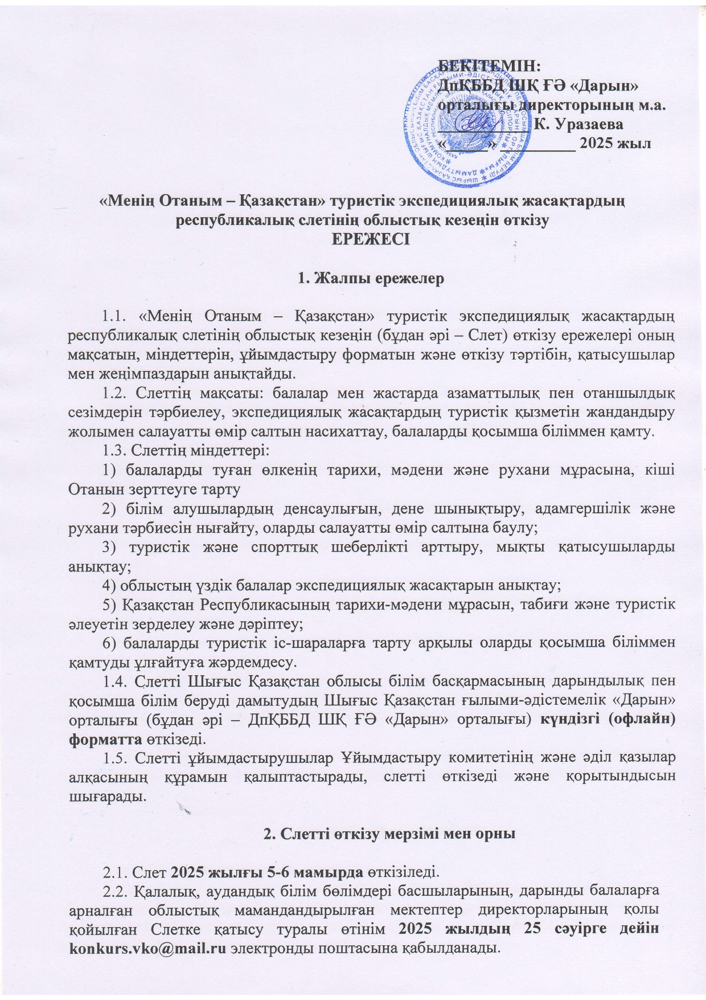 БЕКІТЕМІН:
ДпҚББД ШҚ ҒӘ «Дарын»
орталығы директорының м.а.
___________ К. Уразаева
«_____» _________ 2025 жыл
«Менің Отаным – Қазақстан» туристік экспедициялық жасақтардың
республикалық слетінің облыстық кезеңін өткізу
ЕРЕЖЕСІ
1. Жалпы ережелер
1.1. «Менің Отаным – Қазақстан» туристік экспедициялық жасақтардың
республикалық слетінің облыстық кезеңін (бұдан әрі – Слет) өткізу ережелері оның
мақсатын, міндеттерін, ұйымдастыру форматын және өткізу тәртібін, қатысушылар
мен жеңімпаздарын анықтайды.
1.2. Слеттің мақсаты: балалар мен жастарда азаматтылық пен отаншылдық
сезімдерін тәрбиелеу, экспедициялық жасақтардың туристік қызметін жандандыру
жолымен салауатты өмір салтын насихаттау, балаларды қосымша біліммен қамту.
1.3. Слеттің міндеттері:
1) балаларды туған өлкенің тарихи, мәдени және рухани мұрасына, кіші
Отанын зерттеуге тарту
2) білім алушылардың денсаулығын, дене шынықтыру, адамгершілік және
рухани тәрбиесін нығайту, оларды салауатты өмір салтына баулу;
3) туристік және спорттық шеберлікті арттыру, мықты қатысушыларды
анықтау;
4) облыстың үздік балалар экспедициялық жасақтарын анықтау;
5) Қазақстан Республикасының тарихи-мәдени мұрасын, табиғи және туристік
әлеуетін зерделеу және дәріптеу;
6) балаларды туристік іс-шараларға тарту арқылы оларды қосымша біліммен
қамтуды ұлғайтуға жәрдемдесу.
1.4. Слетті Шығыс Қазақстан облысы білім басқармасының дарындылық пен
қосымша білім беруді дамытудың Шығыс Қазақстан ғылыми-әдістемелік «Дарын»
орталығы (бұдан әрі – ДпҚББД ШҚ ҒӘ «Дарын» орталығы) күндізгі (офлайн)
форматта өткізеді.
1.5. Слетті ұйымдастырушылар Ұйымдастыру комитетінің және әділ қазылар
алқасының құрамын қалыптастырады, слетті өткізеді және қорытындысын
шығарады.
2. Слетті өткізу мерзімі мен орны
2.1. Слет 2025 жылғы 5-6 мамырда өткізіледі.
2.2. Қалалық, аудандық білім бөлімдері басшыларының, дарынды балаларға
арналған облыстық мамандандырылған мектептер директорларының қолы
қойылған Слетке қатысу туралы өтінім 2025 жылдың 25 сәуірге дейін
konkurs.vko@mail.ru электронды поштасына қабылданады.